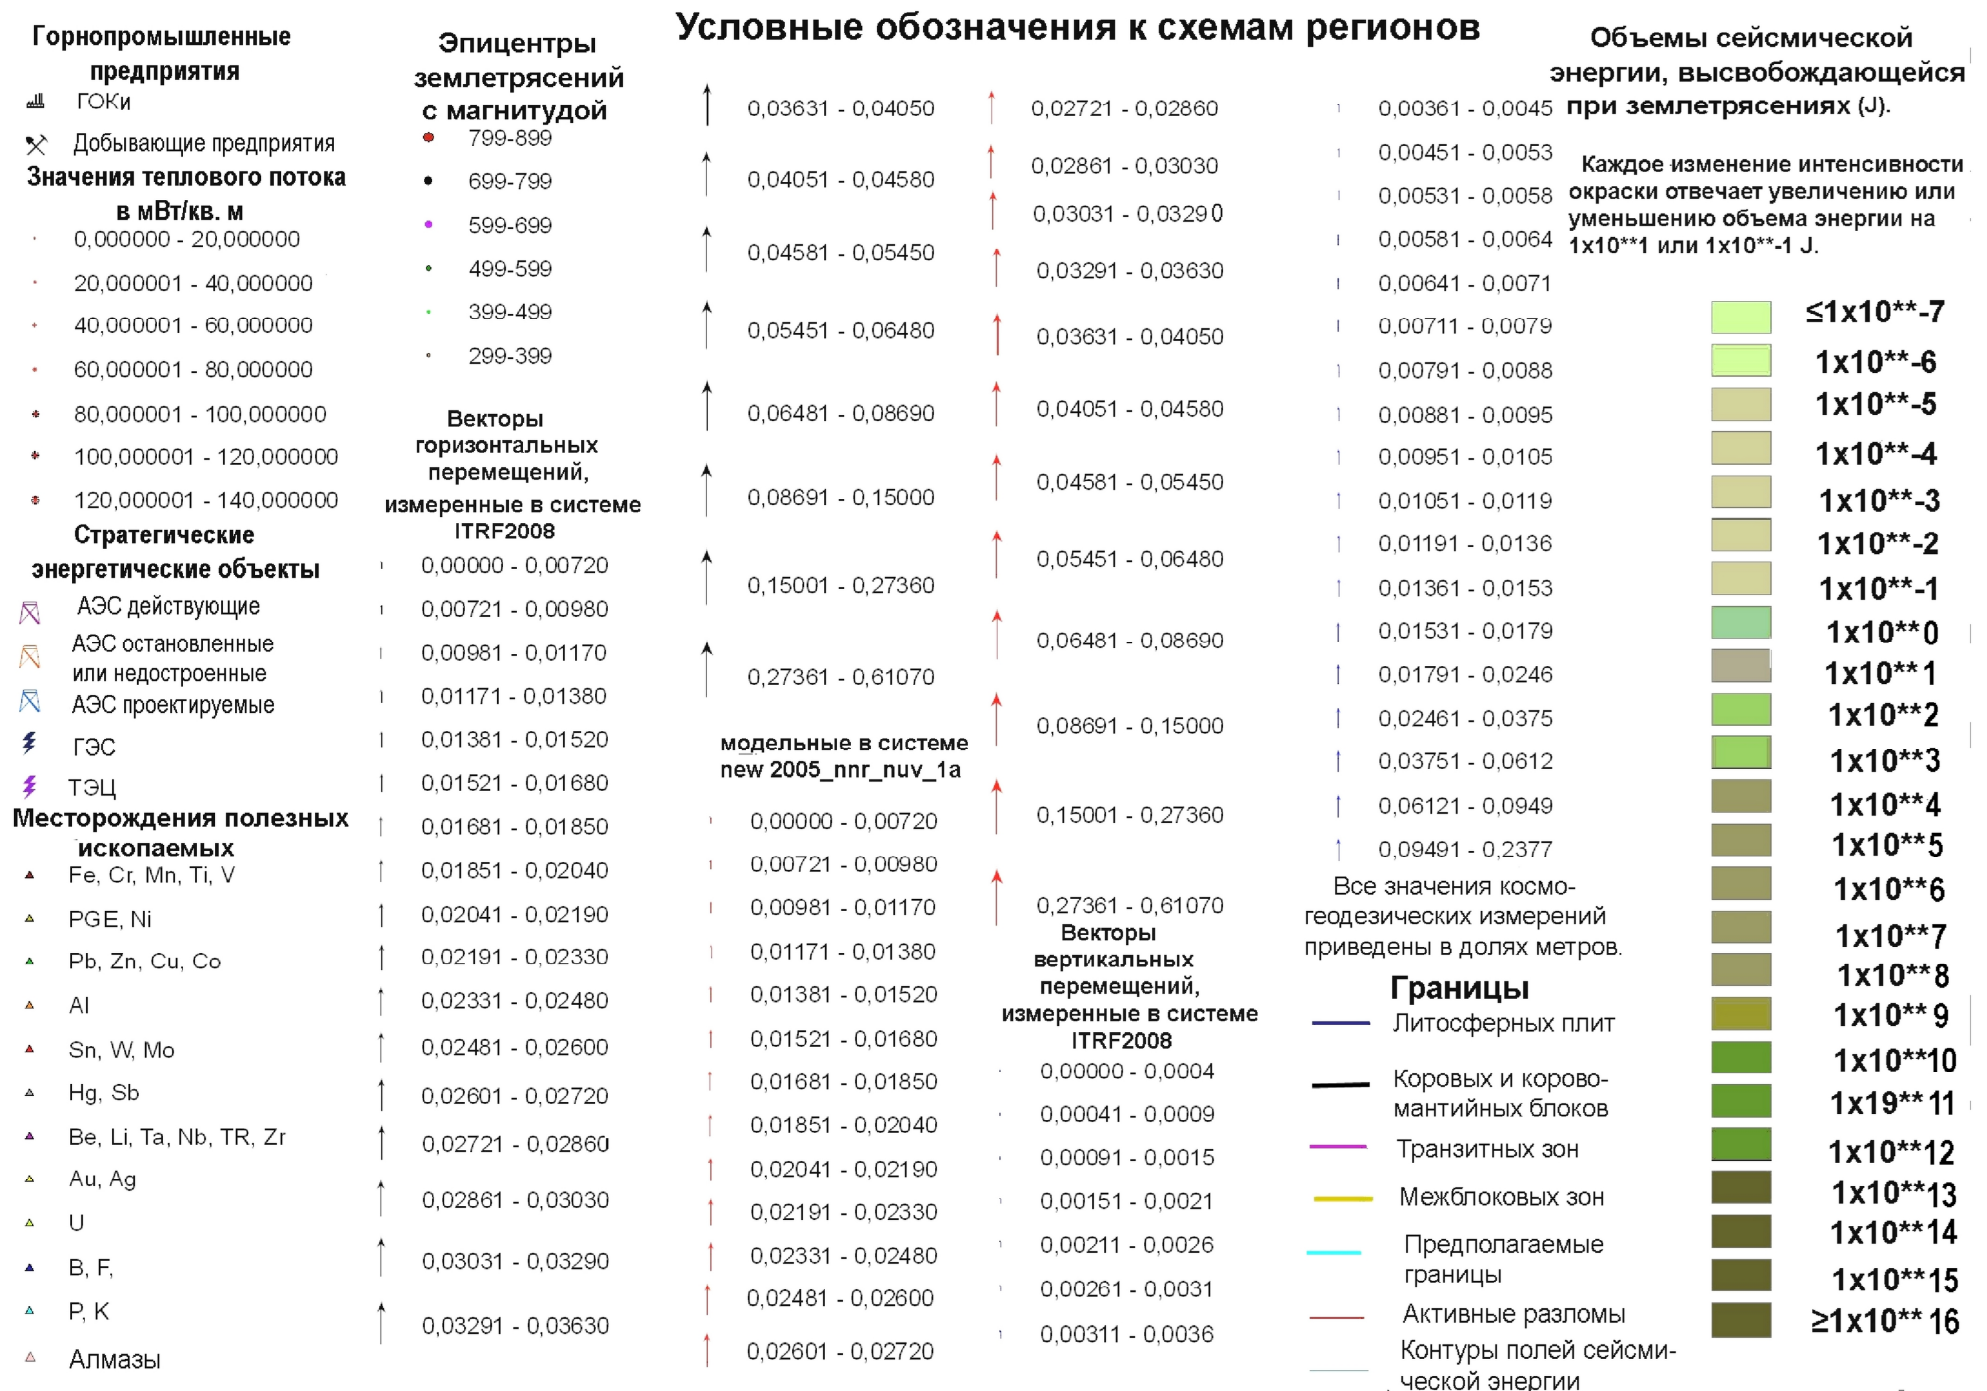 Условные обозначения к схемам регионов
Горнопромышленные
предприятия
ГОКи
Добывающие предприятия
Значения теплового потока
в мВт/кв. м
0,000000 - 20,000000
20,000001 - 40,000000
40,000001 - 60,000000
60,000001 - 80,000000
80,000001 - 100,000000
100,000001 - 120,000000
120,000001 - 140,000000
Стратегические
энергетические объекты
АЭС действующие
АЭС остановленные
или недостроенные
АЭС проектируемые
ГЭС
ТЭЦ
Месторождения полезных
ископаемых
Fe, Cr, Mn, Ti, V
PGE, Ni
Pb, Zn, Cu, Co
Al
Sn, W, Mo
Hg, Sb
Be, Li, Ta, Nb, TR, Zr
Au, Ag
U
B, F,
P, K
Алмазы
Эпицентры
землетрясений
с магнитудой
799-899
699-799
599-699
499-599
399-499
299-399
Векторы
горизонтальных
перемещений,
измеренные в системе
ITRF2008
0,00000 - 0,00720
0,00721 - 0,00980
0,00981 - 0,01170
0,01171 - 0,01380
0,01381 - 0,01520
0,01521 - 0,01680
0,01681 - 0,01850
0,01851 - 0,02040
0,02041 - 0,02190
0,02191 - 0,02330
0,02331 - 0,02480
0,02481 - 0,02600
0,02601 - 0,02720
0,02721 - 0,02860
0,02861 - 0,03030
0,03031 - 0,03290
0,03291 - 0,03630
0,03631 - 0,04050
0,04051 - 0,04580
0,04581 - 0,05450
0,05451 - 0,06480
0,06481 - 0,08690
0,08691 - 0,15000
0,15001 - 0,27360
0,27361 - 0,61070
модельные в системе
new 2005_nnr_nuv_1a
0,00000 - 0,00720
0,00721 - 0,00980
0,00981 - 0,01170
0,01171 - 0,01380
0,01381 - 0,01520
0,01521 - 0,01680
0,01681 - 0,01850
0,01851 - 0,02040
0,02041 - 0,02190
0,02191 - 0,02330
0,02331 - 0,02480
0,02481 - 0,02600
0,02601 - 0,02720
0,02721 - 0,02860
0,02861 - 0,03030
0,03031 - 0,03290
0,03291 - 0,03630
0,03631 - 0,04050
0,04051 - 0,04580
0,04581 - 0,05450
0,05451 - 0,06480
0,06481 - 0,08690
0,08691 - 0,15000
0,15001 - 0,27360
0,27361 - 0,61070
Векторы
вертикальных
перемещений,
измеренные в системе
ITRF2008
0,00000 - 0,0004
0,00041 - 0,0009
0,00091 - 0,0015
0,00151 - 0,0021
0,00211 - 0,0026
0,00261 - 0,0031
0,00311 - 0,0036
0,00361 - 0,0045
0,00451 - 0,0053
0,00531 - 0,0058
0,00581 - 0,0064
0,00641 - 0,0071
0,00711 - 0,0079
0,00791 - 0,0088
0,00881 - 0,0095
0,00951 - 0,0105
0,01051 - 0,0119
0,01191 - 0,0136
0,01361 - 0,0153
0,01531 - 0,0179
0,01791 - 0,0246
0,02461 - 0,0375
0,03751 - 0,0612
0,06121 - 0,0949
0,09491 - 0,2377
Все значения космо-
геодезических измерений
приведены в долях метров.
Границы
Литосферных плит
Коровых и корово-
мантийных блоков
Транзитных зон
Межблоковых зон
Предполагаемые
границы
Активные разломы
Контуры полей сейсми-
ческой энергии
Объемы сейсмической
энергии, высвобождающейся
при землетрясениях (J).
Каждое изменение интенсивности
окраски отвечает увеличению или
уменьшению объема энергии на
1x10**1 или 1x10**-1 J.
≤1x10**-7
1x10**-6
1x10**-5
1x10**-4
1x10**-3
1x10**-2
1x10**-1
1x10**0
1x10**1
1x10**2
1x10**3
1x10**4
1x10**5
1x10**6
1x10**7
1x10**8
1x10**9
1x10**10
1x19**11
1x10**12
1x10**13
1x10**14
1x10**15
≥1x10**16